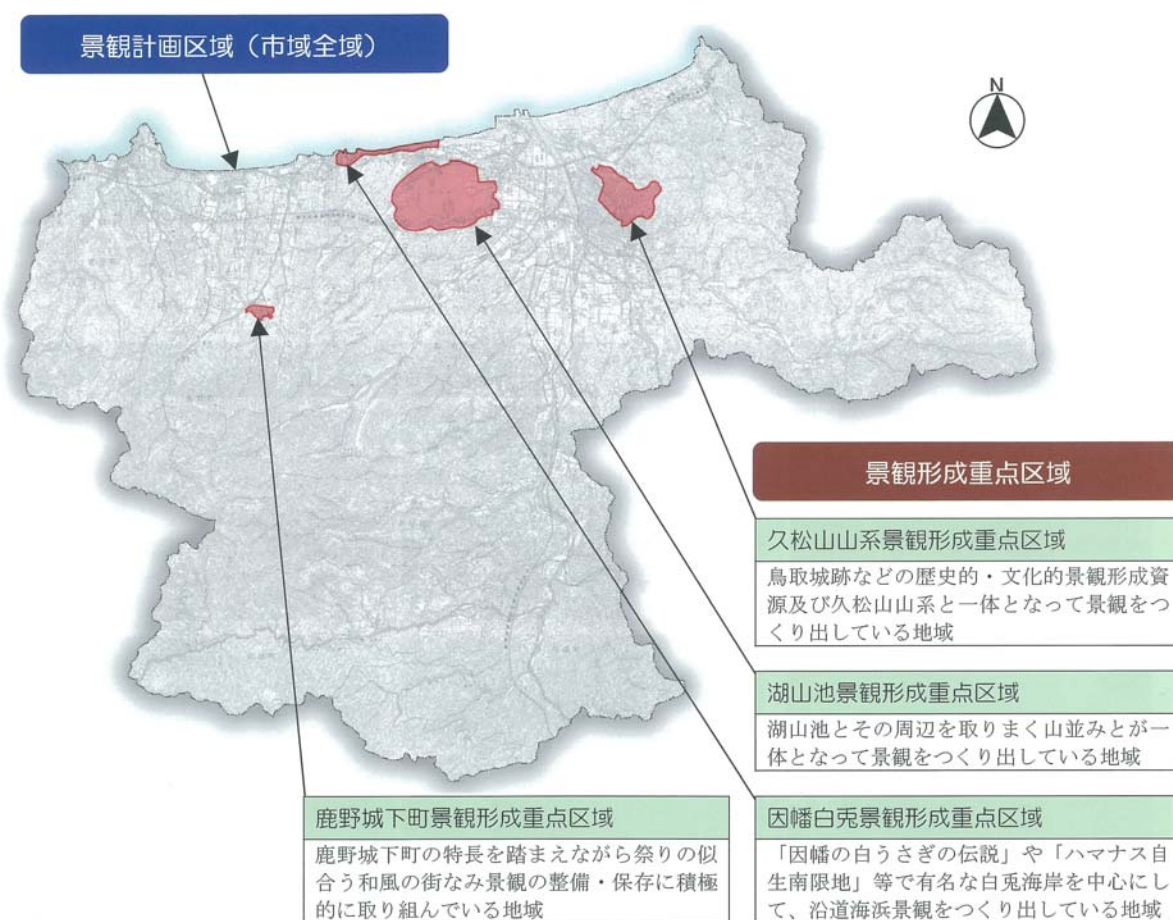 景観計画区域（市域全域）
N
景観形成重点区域
久松山山系景観形成重点区域
鳥取城跡などの歴史的・文化的景観形成資
源及び久松山山系と一体となって景観をつ
くり出している地域
湖山池景観形成重点区域
湖山池とその周辺を取りまく山並みとが一
体となって景観をつくり出している地域
鹿野城下町景観形成重点区域
鹿野城下町の特長を踏まえながら祭りの似
合う和風の街なみ景観の整備・保存に積極
的に取り組んでいる地域
因幡白兎景観形成重点区域
「因幡の白うさぎの伝説」や「ハマナス自
生南限地」等で有名な白兎海岸を中心にし
て、沿道海浜景観をつくり出している地域